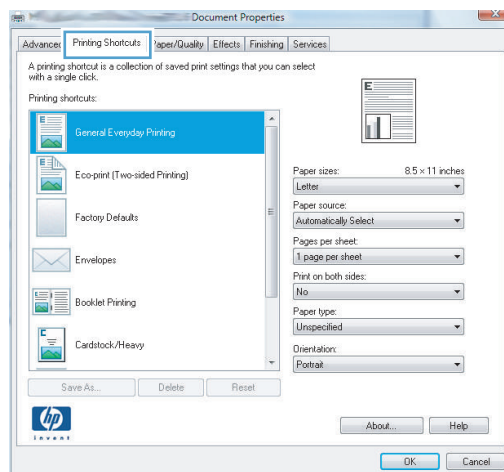 Document Properties
Advanced Printing Shortcuts Paper/Quality Effects Finishing Services
A printing shortcut is a collection of saved print settings that you can select
with a single click.
Printing shortcuts:
General Everyday Printing
Eco-print (Two-sided Printing)
Factory Defaults
Envelopes
Booklet Printing
Cardstock/Heavy
Paper sizes: 8.5 × 11 inches
Letter
Paper source:
Automatically Select
Pages per sheet:
1 page per sheet
Print on both sides:
No
Paper type:
Unspecified
Orientation:
Portrait
Save As... Delete Reset
hp
invent
About... Help
OK Cancel